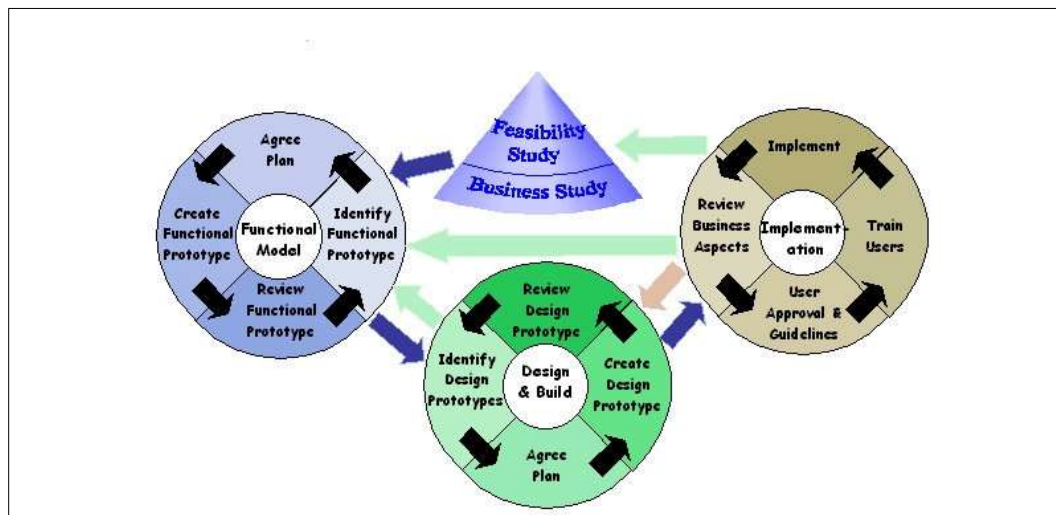 Feasibility
Study
Business Study
Agree
Plan
Create
Functional
Prototype
Functional
Model
Identify
Functional
Prototype
Review
Functional
Prototype
Review
Design
Prototype
Identify
Design
Prototypes
Design
& Build
Create
Design
Prototype
Agree
Plan
Implement
Review
Business
Aspects
Implement-
ation
Train
Users
User
Approval &
Guidelines